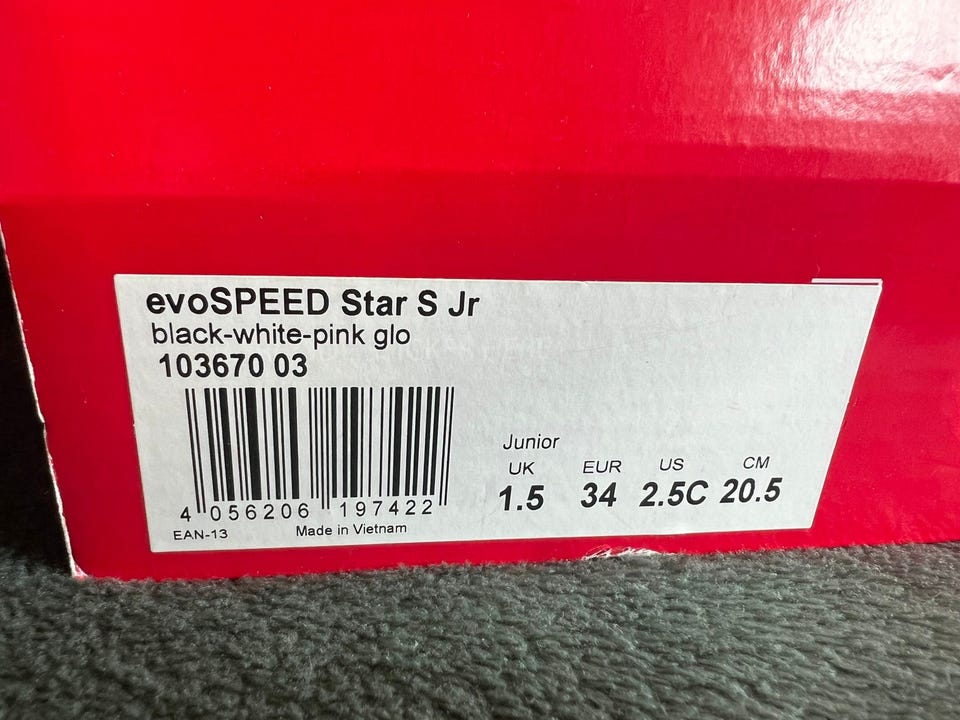 evoSPEED Star S Jr
black-white-pink glo
103670 03
4 056206 197422
EAN-13 Made in Vietnam
Junior
UK EUR US CM
1.5 34 2.5C 20.5